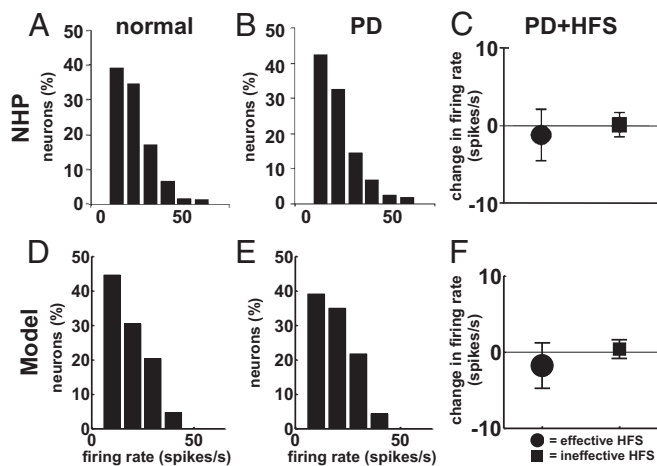 A normal B PD C PD+HFS
NHP
neurons (%)
50
40
30
20
10
0
0 50
neurons (%)
50
40
30
20
10
0
0 50
change in firing rate
(spikes/s)
10
0
-10
D E F
Model
neurons (%)
50
40
30
20
10
0
0 50
firing rate (spikes/s)
neurons (%)
50
40
30
20
10
0
0 50
firing rate (spikes/s)
change in firing rate
(spikes/s)
10
0
-10
= effective HFS
= ineffective HFS